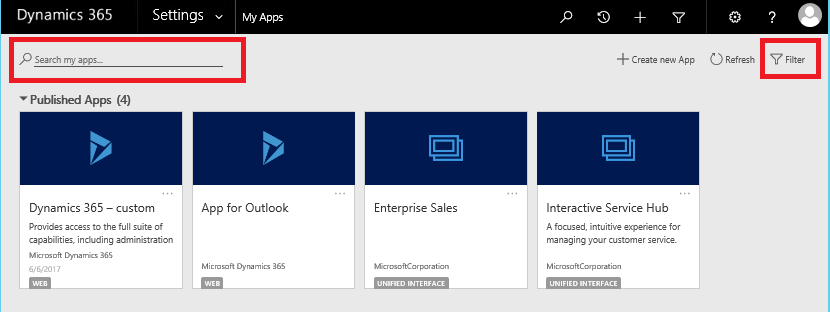 Dynamics 365 Settings My Apps
Search my apps...
Create new App Refresh Filter
Published Apps (4)
Dynamics 365 – custom
Provides access to the full suite of
capabilities, including administration
Microsoft Dynamics 365
6/6/2017
WEB
App for Outlook
Microsoft Dynamics 365
WEB
Enterprise Sales
MicrosoftCorporation
UNIFIED INTERFACE
Interactive Service Hub
A focused, intuitive experience for
managing your customer service.
MicrosoftCorporation
UNIFIED INTERFACE